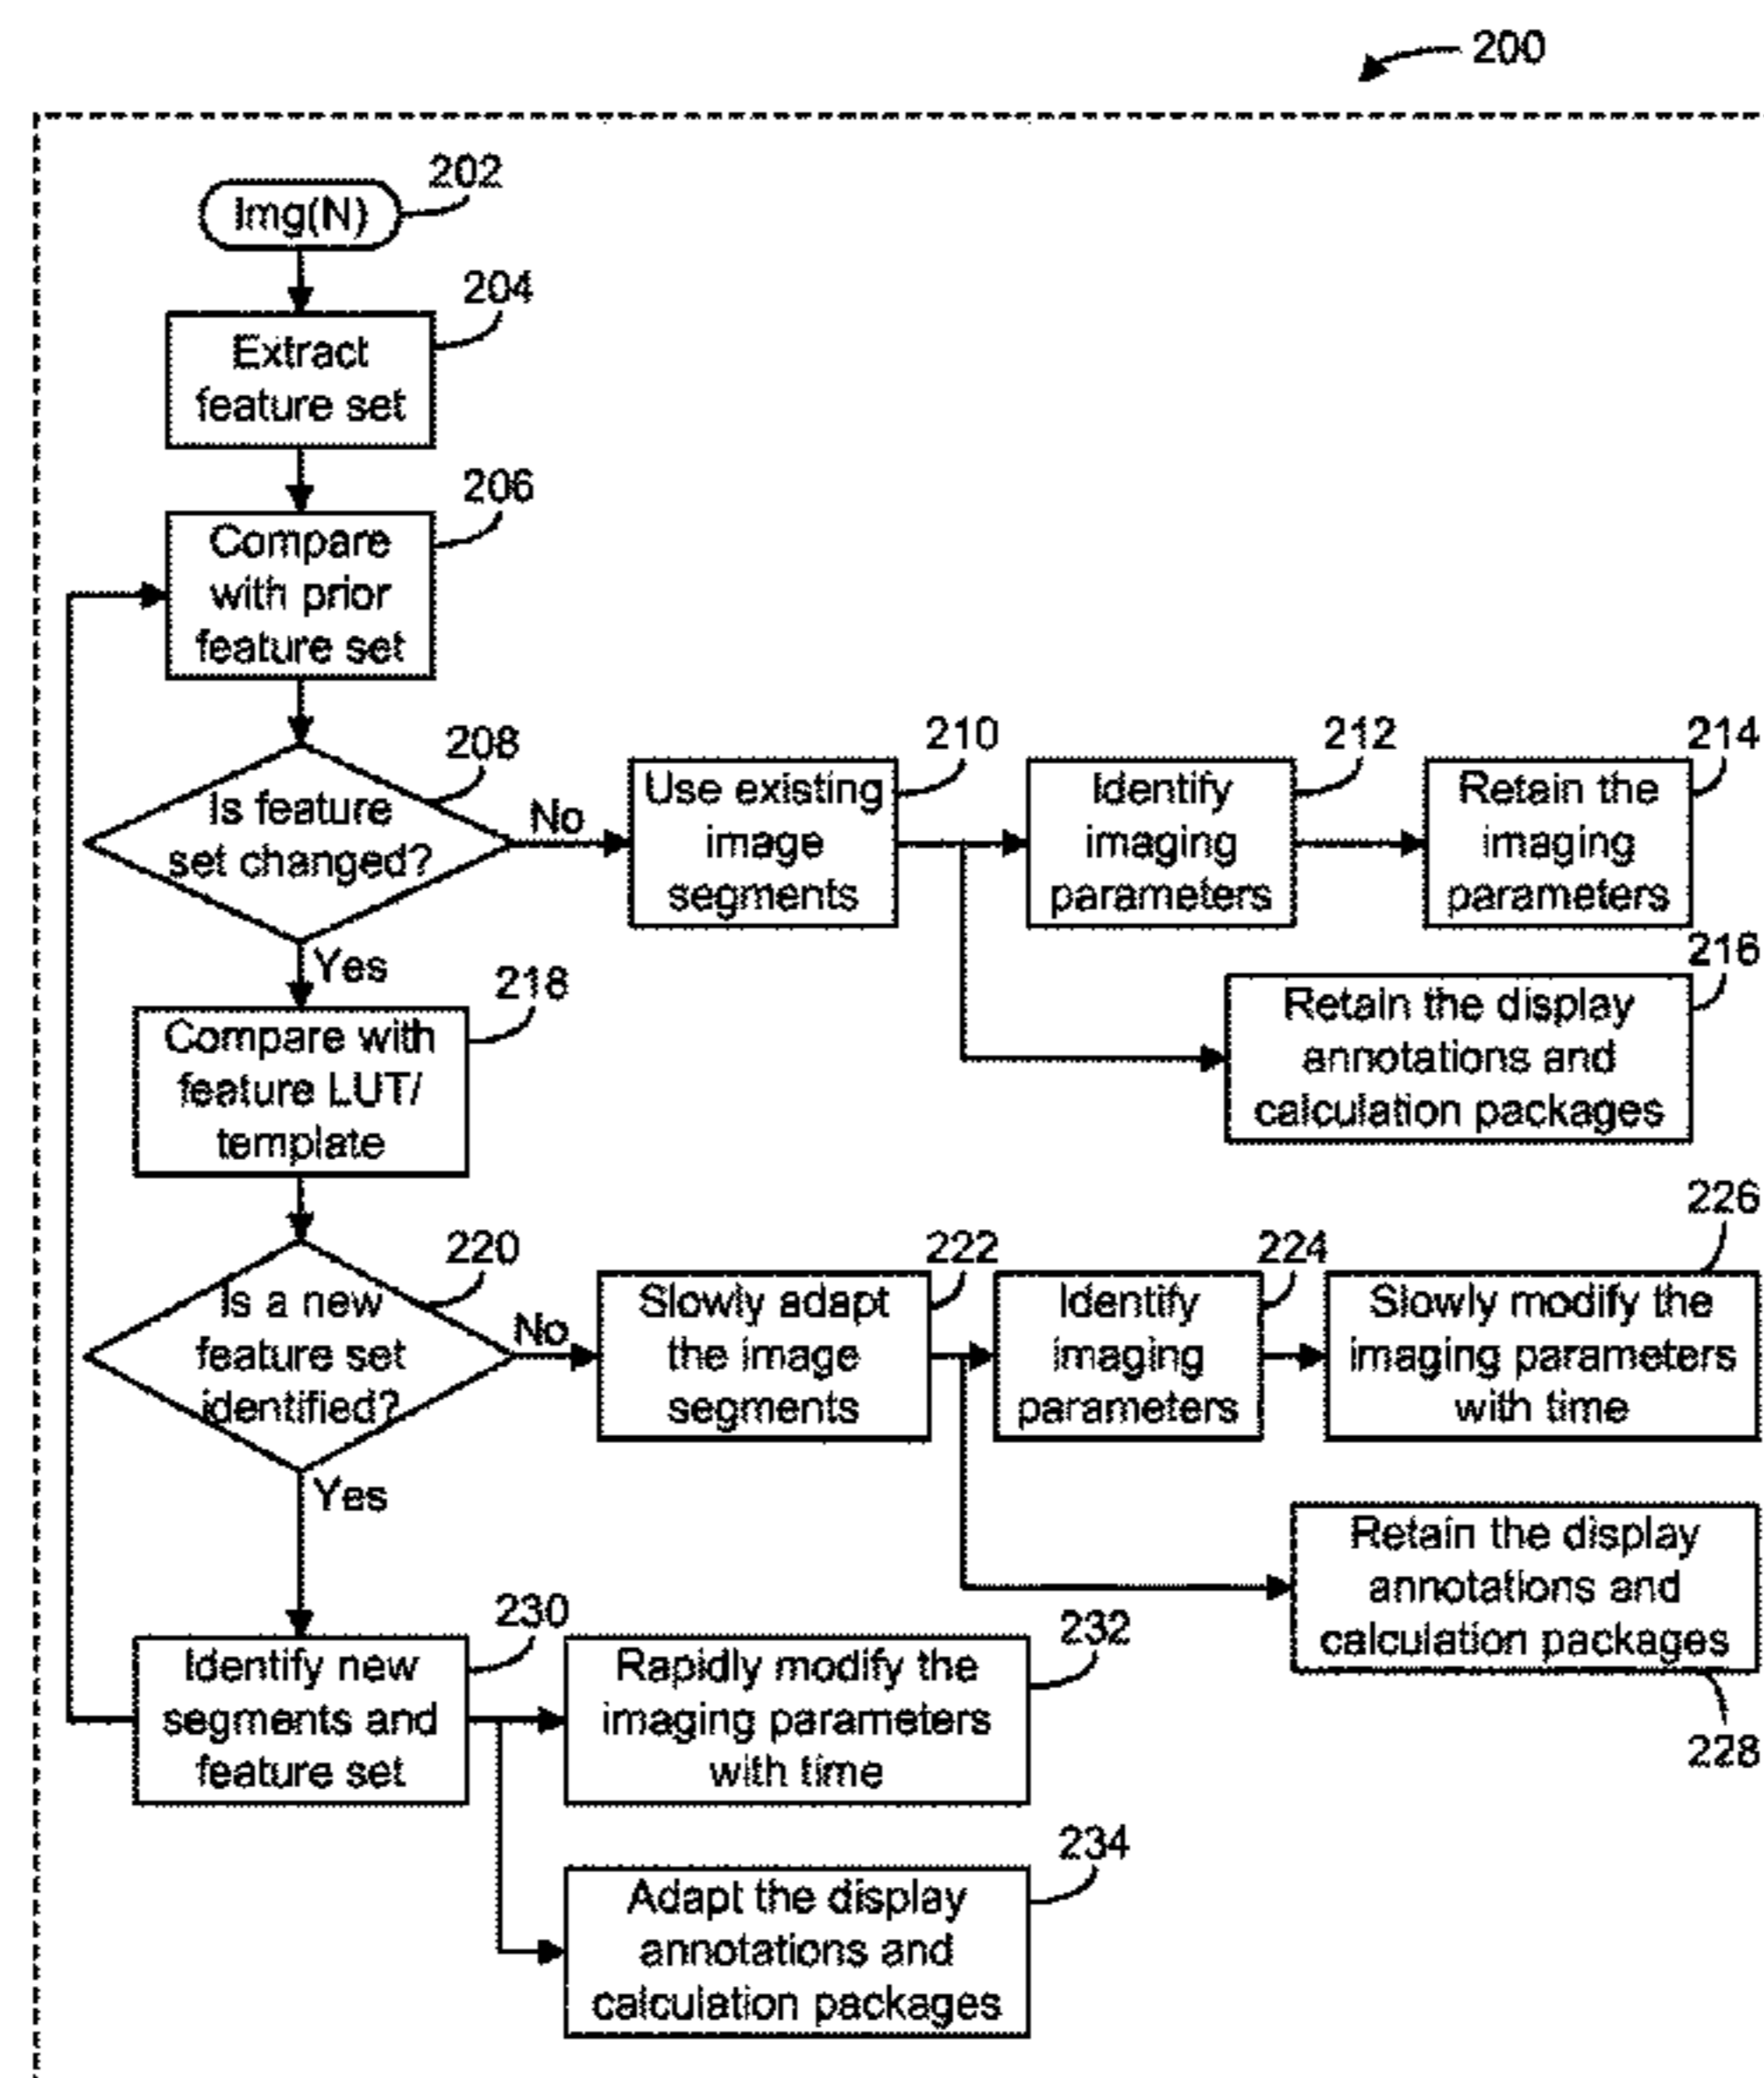 200
202
Img(N)
204
Extract
feature set
206
Compare
with prior
feature set
208
Is feature
set changed?
No
Yes
210
Use existing
image
segments
212
Identify
imaging
parameters
214
Retain the
imaging
parameters
216
Retain the display
annotations and
calculation packages
218
Compare with
feature LUT/
template
220
Is a new
feature set
identified?
No
Yes
222
Slowly adapt
the image
segments
224
Identify
imaging
parameters
226
Slowly modify the
imaging parameters
with time
Retain the display
annotations and
calculation packages
228
230
Identify new
segments and
feature set
232
Rapidly modify the
imaging parameters
with time
234
Adapt the display
annotations and
calculation packages